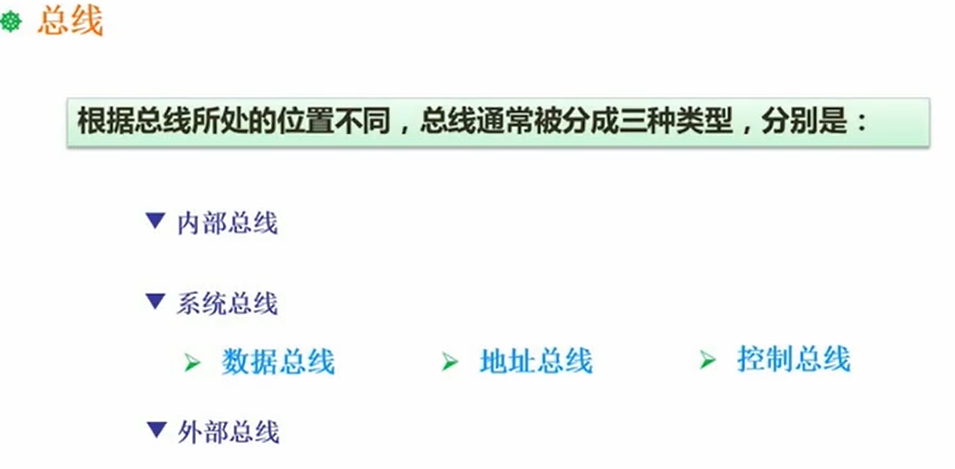 总线
根据总线所处的位置不同，总线通常被分成三种类型，分别是：
内部总线
系统总线
数据总线 地址总线 控制总线
外部总线